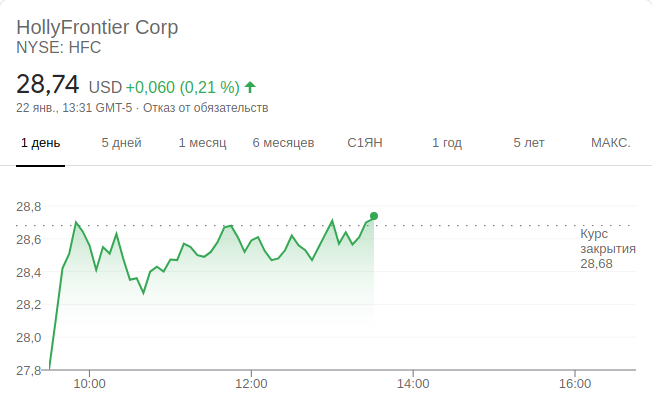 HollyFrontier Corp
NYSE: HFC
28,74 USD +0,060 (0,21 %)
22 янв., 13:31 GMT-5 · Отказ от обязательств
1 день 5 дней 1 месяц 6 месяцев С1ЯН 1 год 5 лет МАКС.
28,8
28,6
28,4
28,2
28,0
27,8
Курс
закрытия
28,68
10:00 12:00 14:00 16:00